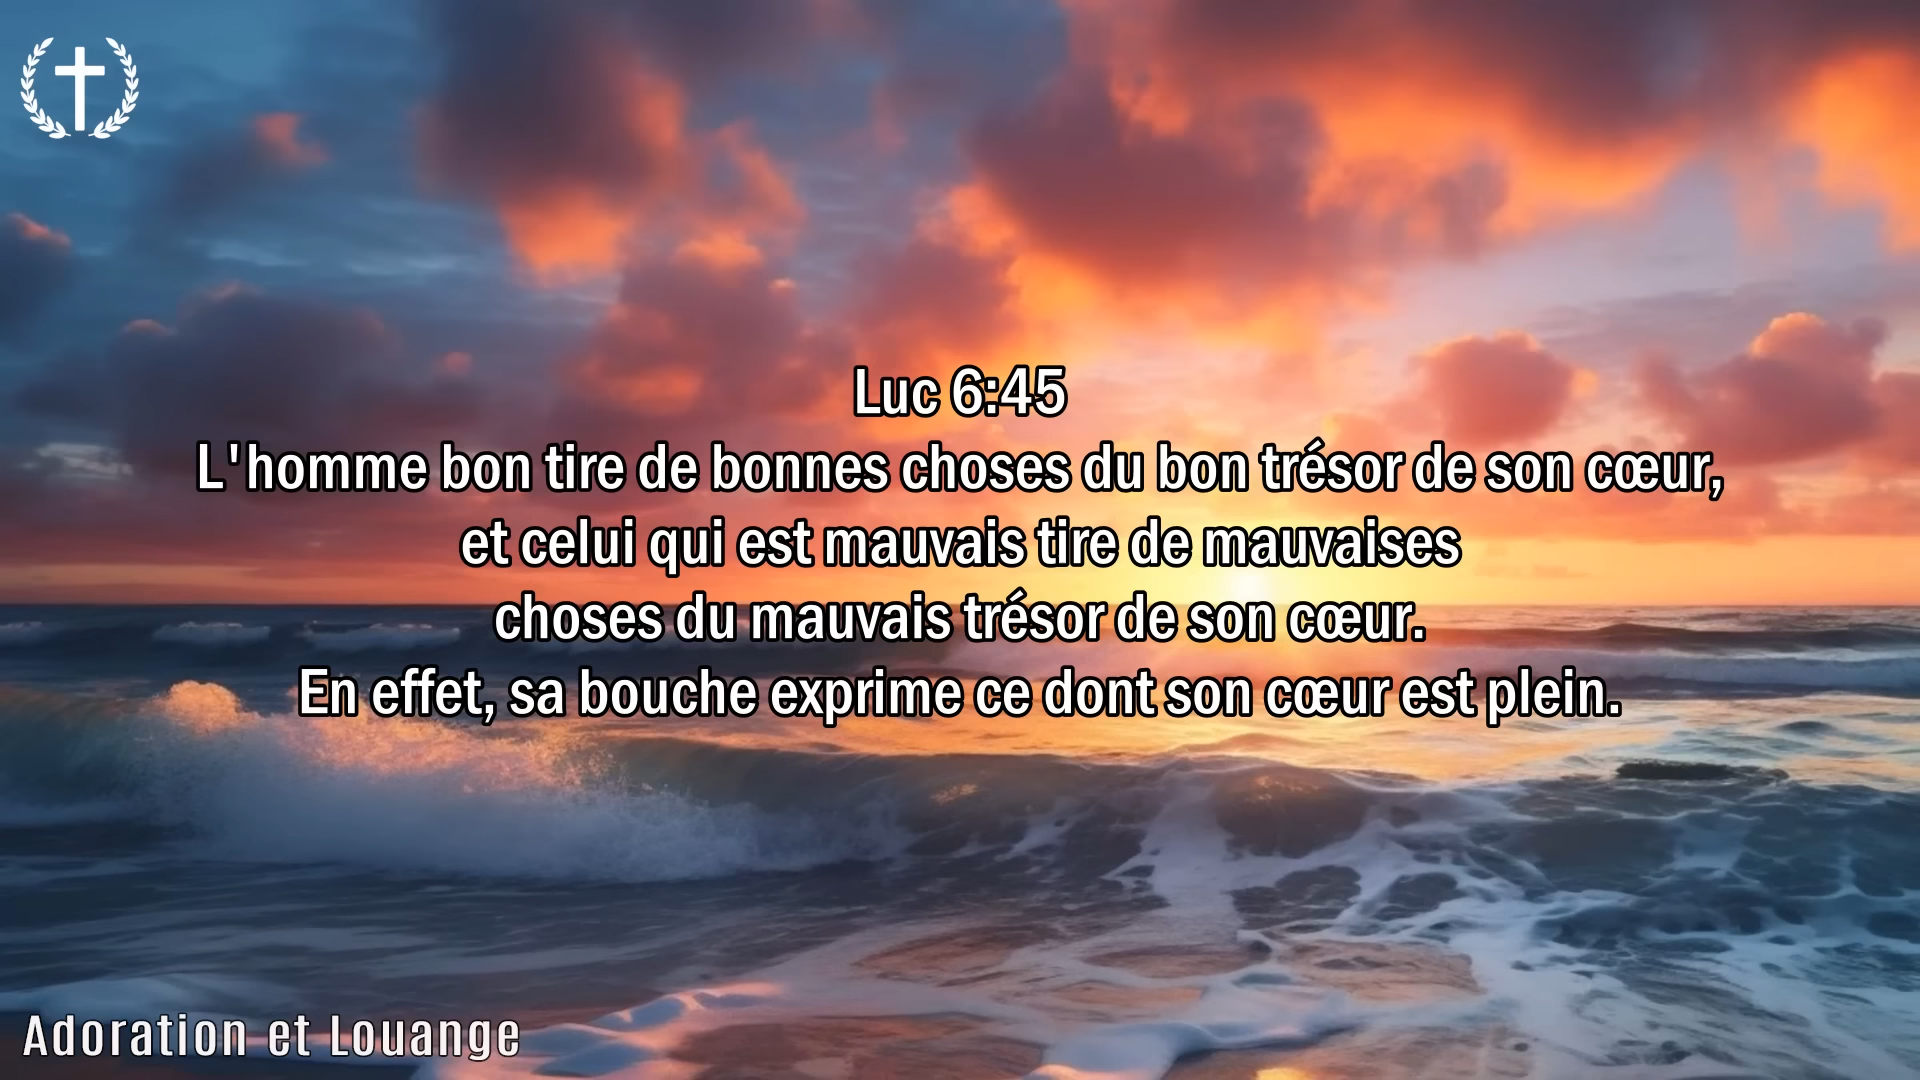 Luc 6:45
L'homme bon tire de bonnes choses du bon trésor de son cœur,
et celui qui est mauvais tire de mauvaises
choses du mauvais trésor de son cœur.
En effet, sa bouche exprime ce dont son cœur est plein.
Adoration et Louange